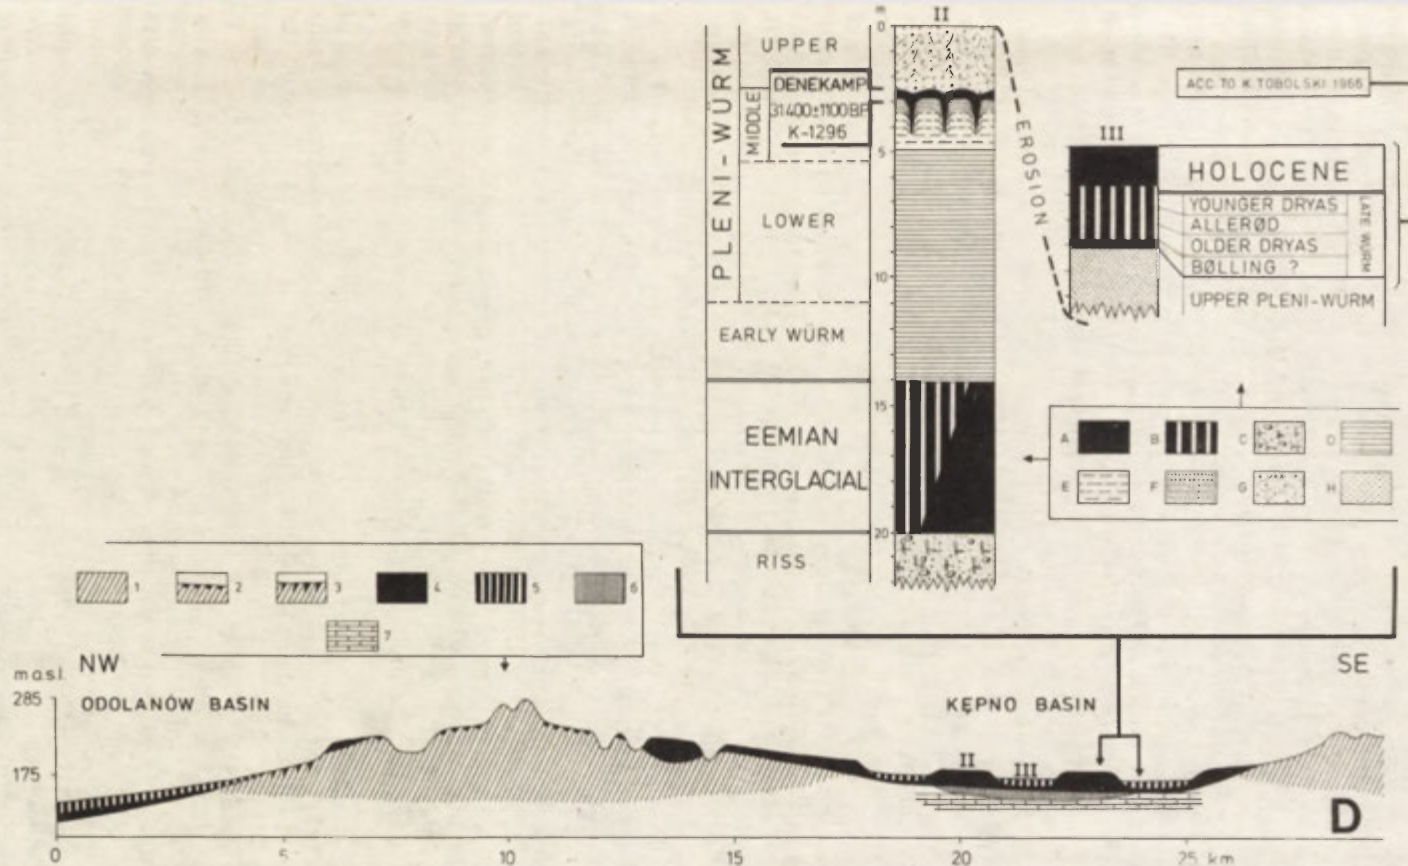 m
II
0
UPPER
PLENI-WÜRM
DENEKAMP
31400±1100BP
K-1296
MIDDLE
5
LOWER
10
EARLY WÜRM
15
EEMIAN
INTERGLACIAL
20
RISS
EROSION
ACC. TO K.TOBOLSKI 1966
III
HOLOCENE
YOUNGER DRYAS
ALLERØD
OLDER DRYAS
BØLLING ?
LATE WÜRM
UPPER PLENI-WÜRM
A B C D
E F G H
1 2 3 4 5 6
7
m a.s.l. NW
SE
285
ODOLANÓW BASIN
KĘPNO BASIN
175
II
III
D
0 5 10 15 20 25 km